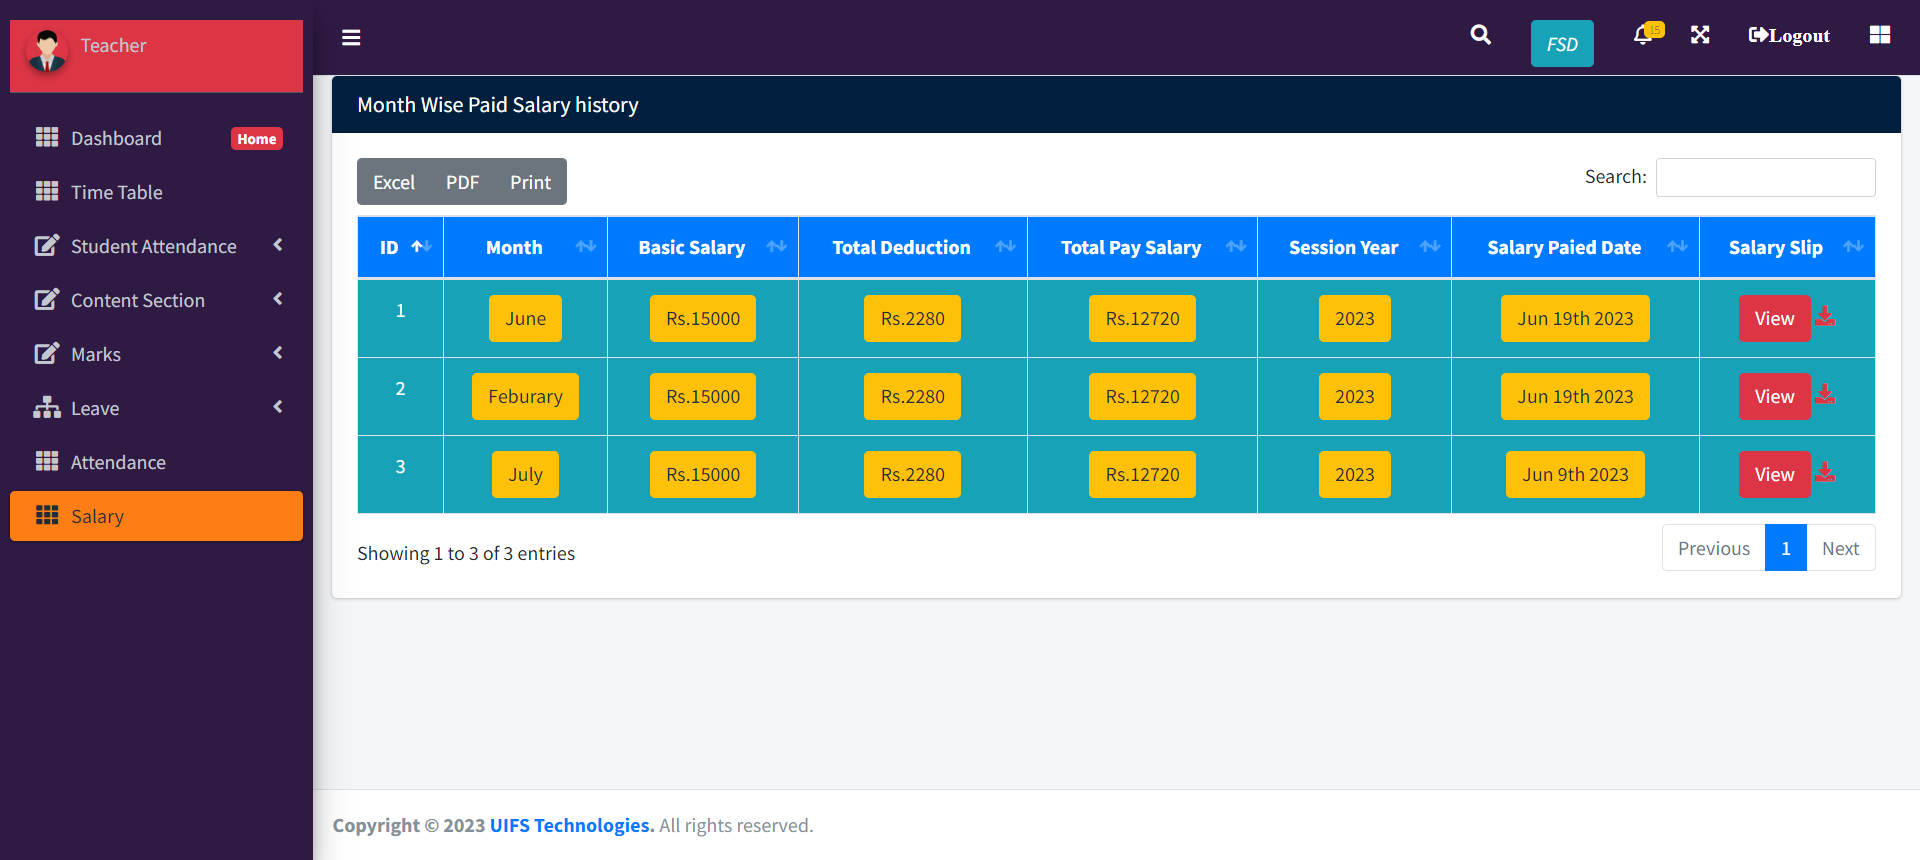 Teacher
FSD
15
Logout
Dashboard Home
Time Table
Student Attendance
Content Section
Marks
Leave
Attendance
Salary
Month Wise Paid Salary history
Excel PDF Print
Search:
ID Month Basic Salary Total Deduction Total Pay Salary Session Year Salary Paied Date Salary Slip
1 June Rs.15000 Rs.2280 Rs.12720 2023 Jun 19th 2023 View
2 Feburary Rs.15000 Rs.2280 Rs.12720 2023 Jun 19th 2023 View
3 July Rs.15000 Rs.2280 Rs.12720 2023 Jun 9th 2023 View
Showing 1 to 3 of 3 entries
Previous 1 Next
Copyright © 2023 UIFS Technologies. All rights reserved.